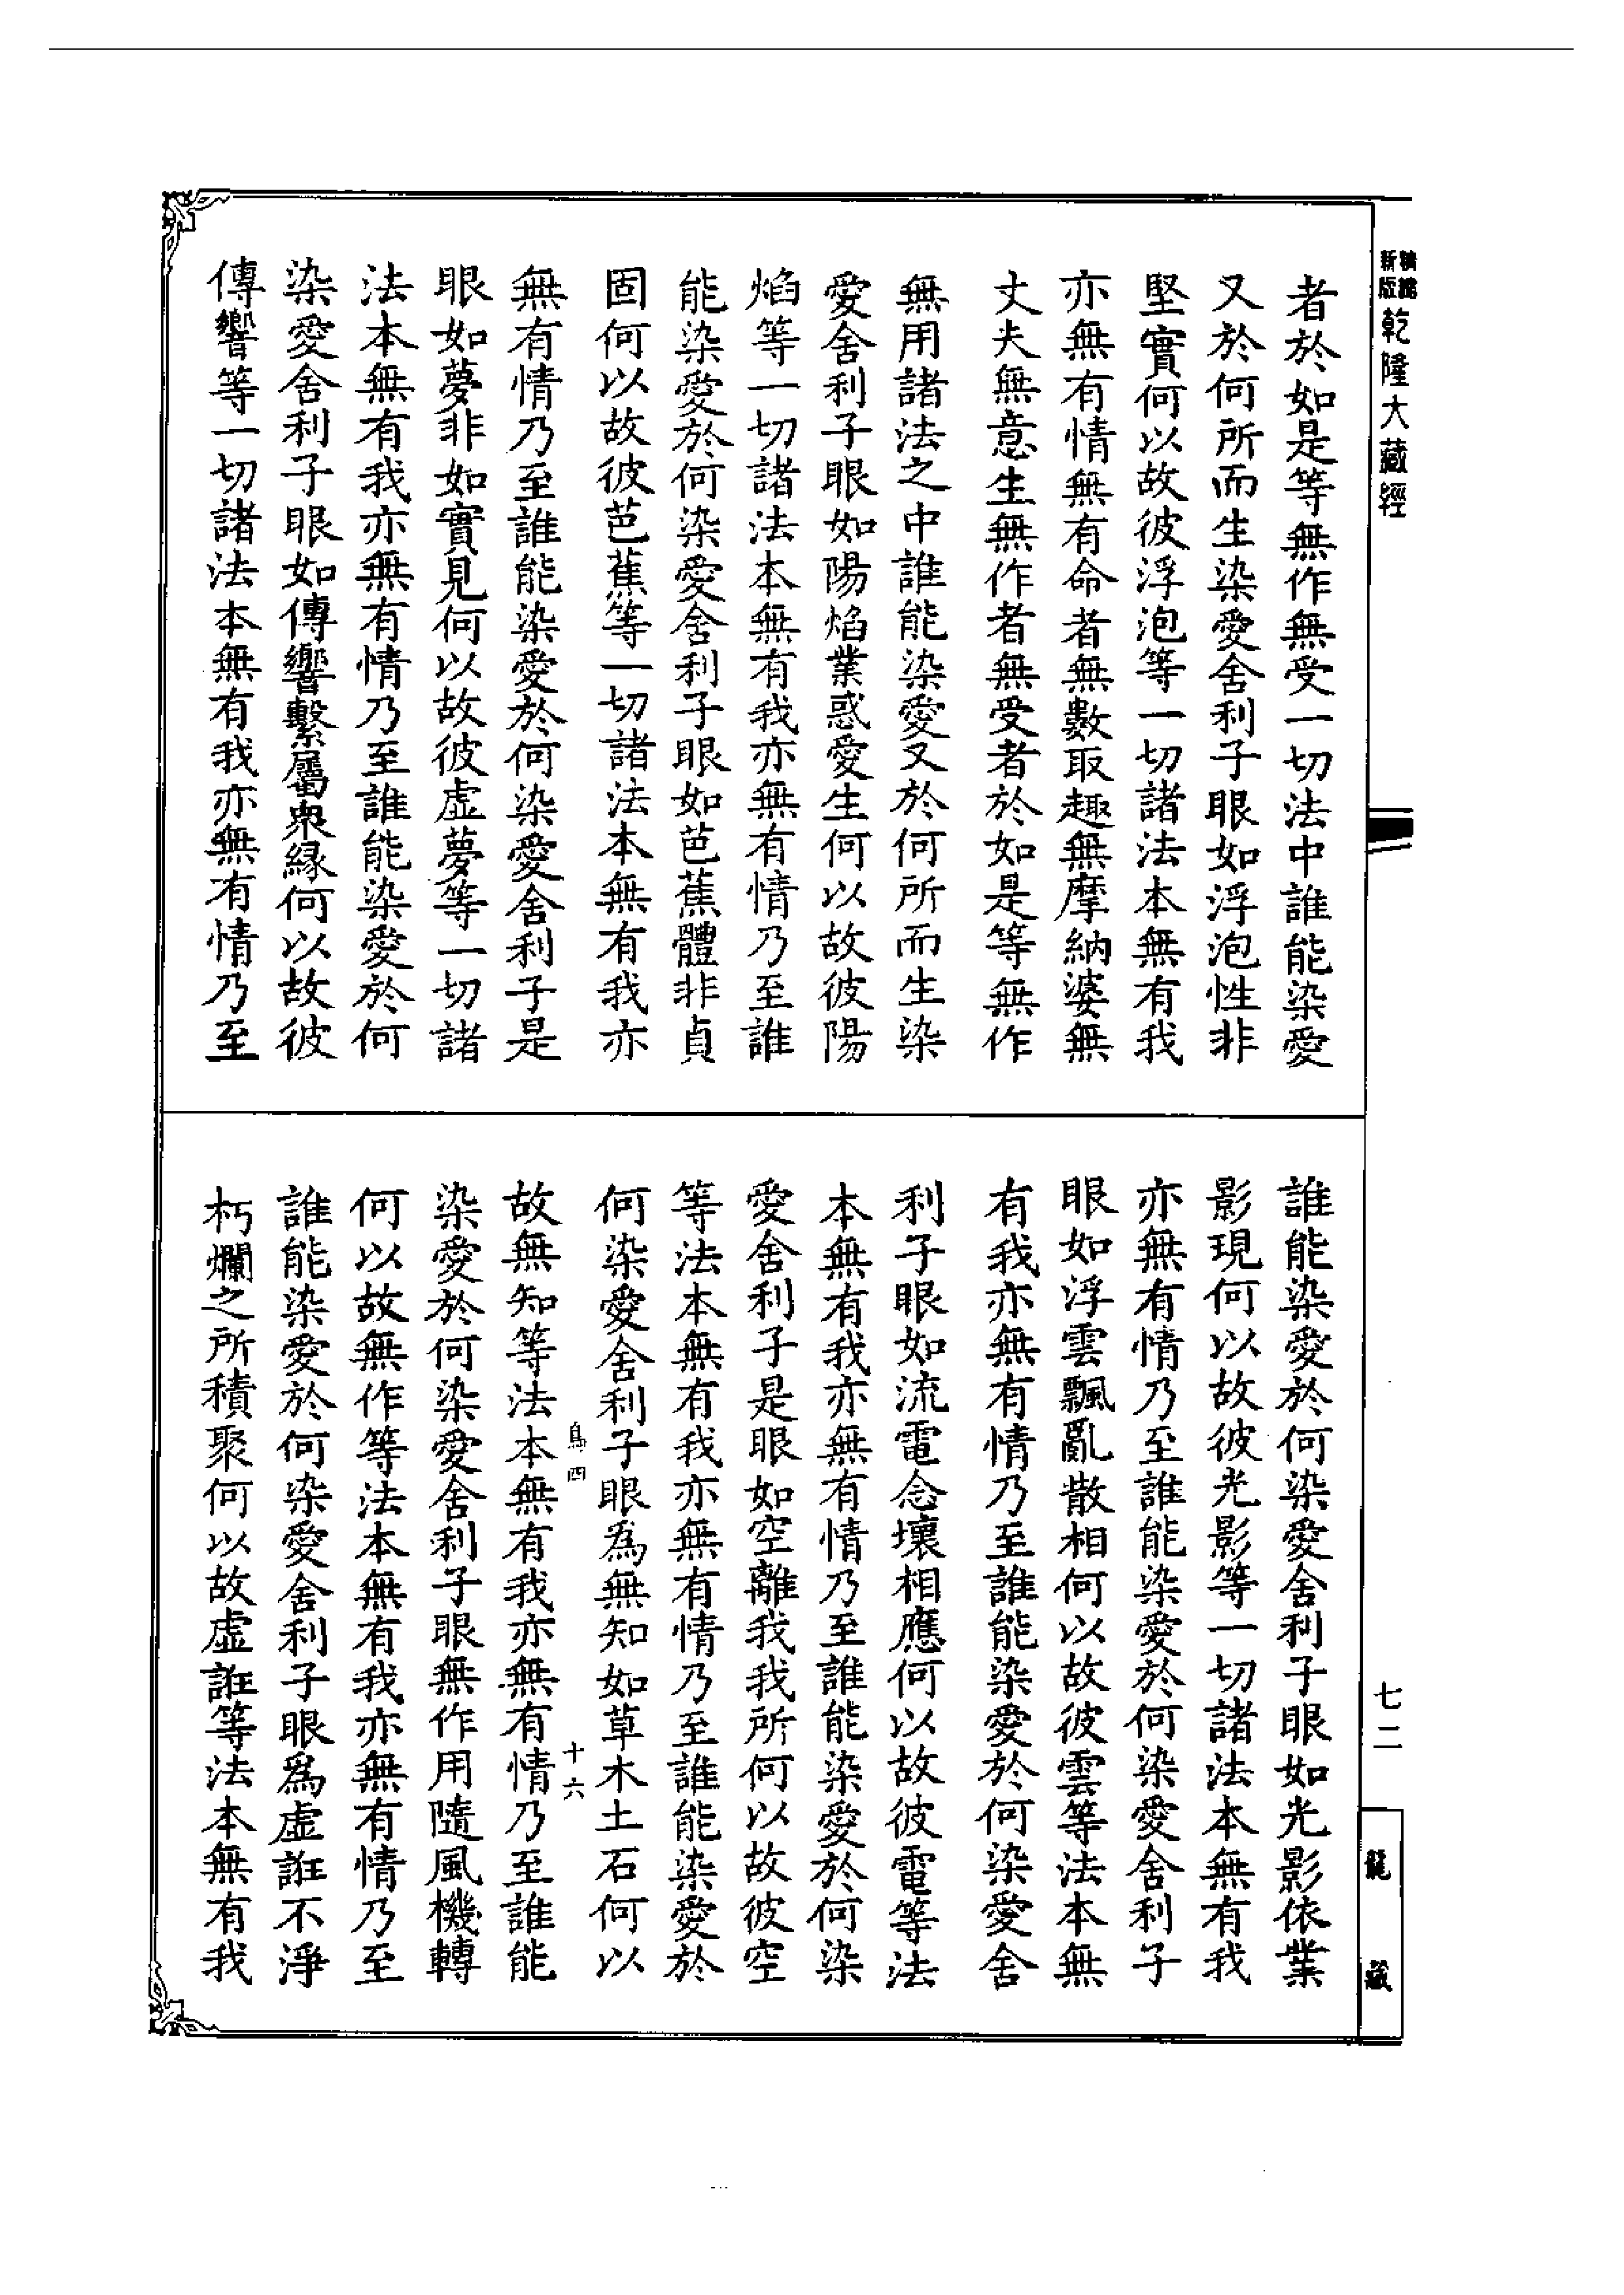 新版
乾隆大藏經
者於如是等無作無受一切法中誰能染愛
又於何所而生染愛舍利子眼如浮泡性非
堅實何以故彼浮泡等一切諸法本無有我
亦無有情無有命者無數取趣無摩納婆無
丈夫無意生無作者無受者於如是等無作
無用諸法之中誰能染愛又於何所而生染
愛舍利子眼如陽焰業惑愛生何以故彼陽
焰等一切諸法本無有我亦無有情乃至誰
能染愛於何染愛舍利子眼如芭蕉體非貞
固何以故彼芭蕉等一切諸法本無有我亦
無有情乃至誰能染愛於何染愛舍利子是
眼如夢非如實見何以故彼虛夢等一切諸
法本無有我亦無有情乃至誰能染愛於何
染愛舍利子眼如傳響繫屬衆緣何以故彼
傳響等一切諸法本無有我亦無有情乃至
誰能染愛於何染愛舍利子眼如光影依業
影現何以故彼光影等一切諸法本無有我
亦無有情乃至誰能染愛於何染愛舍利子
眼如浮雲飄亂散相何以故彼雲等法本無
有我亦無有情乃至誰能染愛於何染愛舍
利子眼如流電念壞相應何以故彼電等法
本無有我亦無有情乃至誰能染愛於何染
愛舍利子是眼如空離我我所何以故彼空
等法本無有我亦無有情乃至誰能染愛於
何染愛舍利子眼為無知如草木土石何以
鳥四
十六
故無知等法本無有我亦無有情乃至誰能
染愛於何染愛舍利子眼無作用隨風機轉
何以故無作等法本無有我亦無有情乃至
誰能染愛於何染愛舍利子眼爲虛誑不淨
朽爛之所積聚何以故虛誑等法本無有我
七二
龍藏